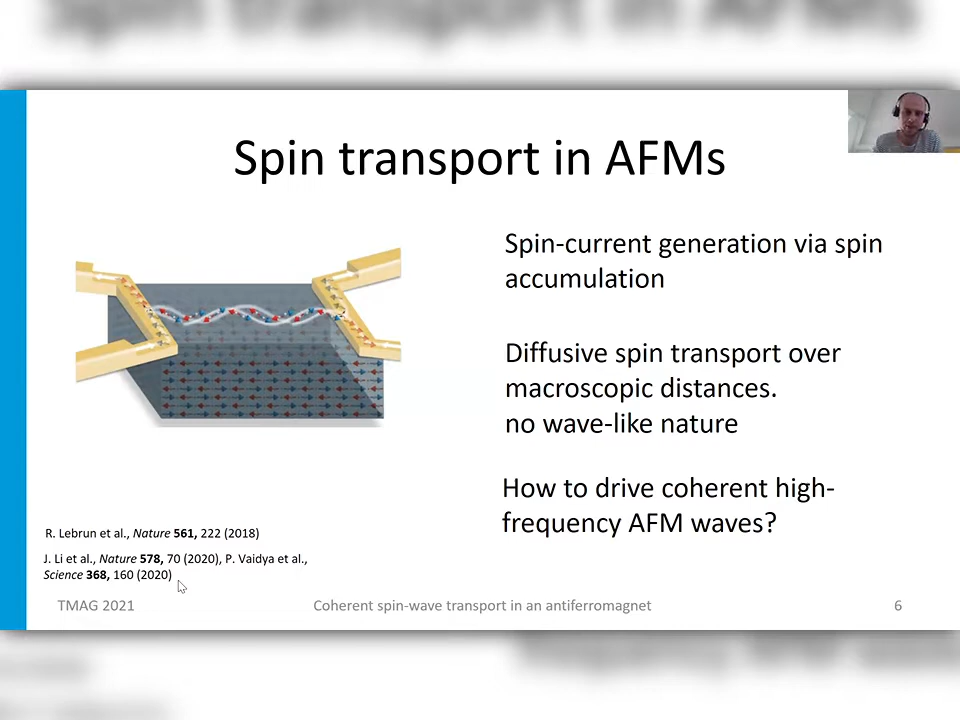 Spin transport in AFMs
Spin-current generation via spin
accumulation
Diffusive spin transport over
macroscopic distances.
no wave-like nature
How to drive coherent high-
frequency AFM waves?
R. Lebrun et al., Nature 561, 222 (2018)
J. Li et al., Nature 578, 70 (2020), P. Vaidya et al.,
Science 368, 160 (2020)
TMAG 2021
Coherent spin-wave transport in an antiferromagnet
6